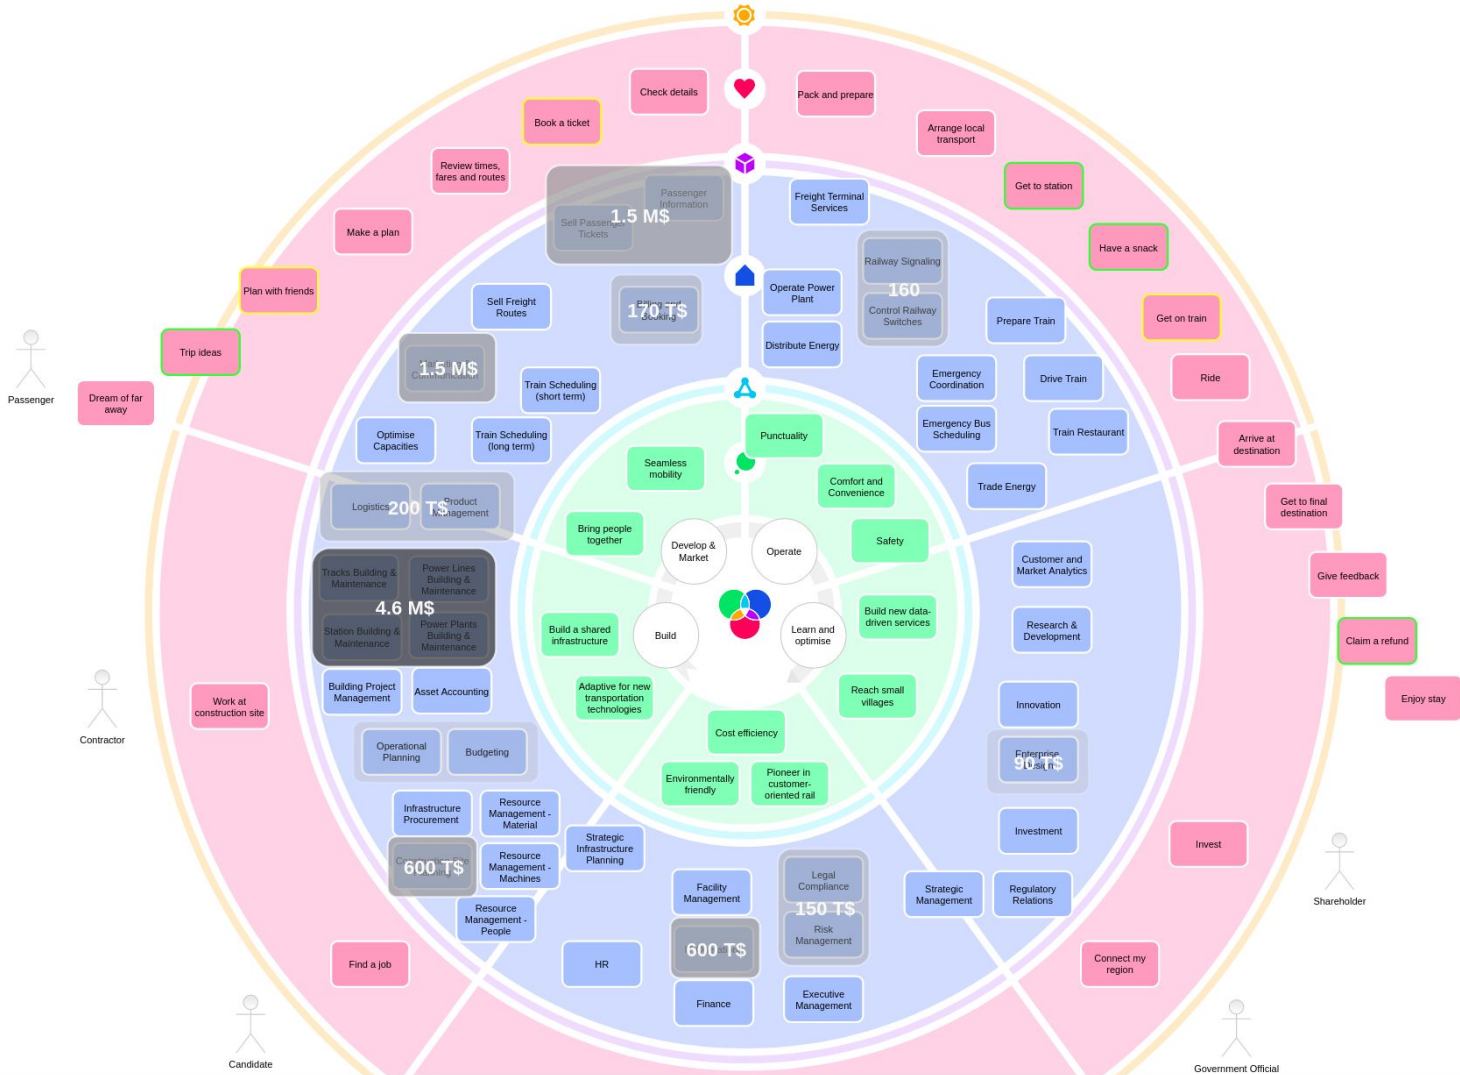 Check details
Pack and prepare
Book a ticket
Arrange local
transport
Review times,
fares and routes
Get to station
Passenger
Information
Freight Terminal
Services
1.5 M$
Sell Passenger
Tickets
Make a plan
Have a snack
Railway Signaling
Plan with friends
Sell Freight
Routes
Billing and
Booking
170 T$
Operate Power
Plant
160
Control Railway
Switches
Prepare Train
Get on train
Trip ideas
Distribute Energy
1.5 M$
Passenger
Dream of far
away
Train Scheduling
(short term)
Emergency
Coordination
Drive Train
Ride
Optimise
Capacities
Train Scheduling
(long term)
Punctuality
Emergency Bus
Scheduling
Train Restaurant
Arrive at
destination
Seamless
mobility
Comfort and
Convenience
Trade Energy
Logistics
200 T$
Product
Management
Get to final
destination
Bring people
together
Develop &
Market
Operate
Safety
Customer and
Market Analytics
Give feedback
Tracks Building &
Maintenance
Power Lines
Building &
Maintenance
4.6 M$
Station Building &
Maintenance
Power Plants
Building &
Maintenance
Build a shared
infrastructure
Build
Learn and
optimise
Build new data-
driven services
Research &
Development
Claim a refund
Building Project
Management
Asset Accounting
Adaptive for new
transportation
technologies
Reach small
villages
Innovation
Enjoy stay
Work at
construction site
Contractor
Operational
Planning
Budgeting
Cost efficiency
Enterprise
Design
90 T$
Environmentally
friendly
Pioneer in
customer-
oriented rail
Infrastructure
Procurement
Resource
Management -
Material
Strategic
Infrastructure
Planning
Investment
Invest
600 T$
Resource
Management -
Machines
Facility
Management
Legal
Compliance
150 T$
Risk
Management
Strategic
Management
Regulatory
Relations
Shareholder
Resource
Management -
People
600 T$
Find a job
HR
Connect my
region
Finance
Executive
Management
Candidate
Government Official